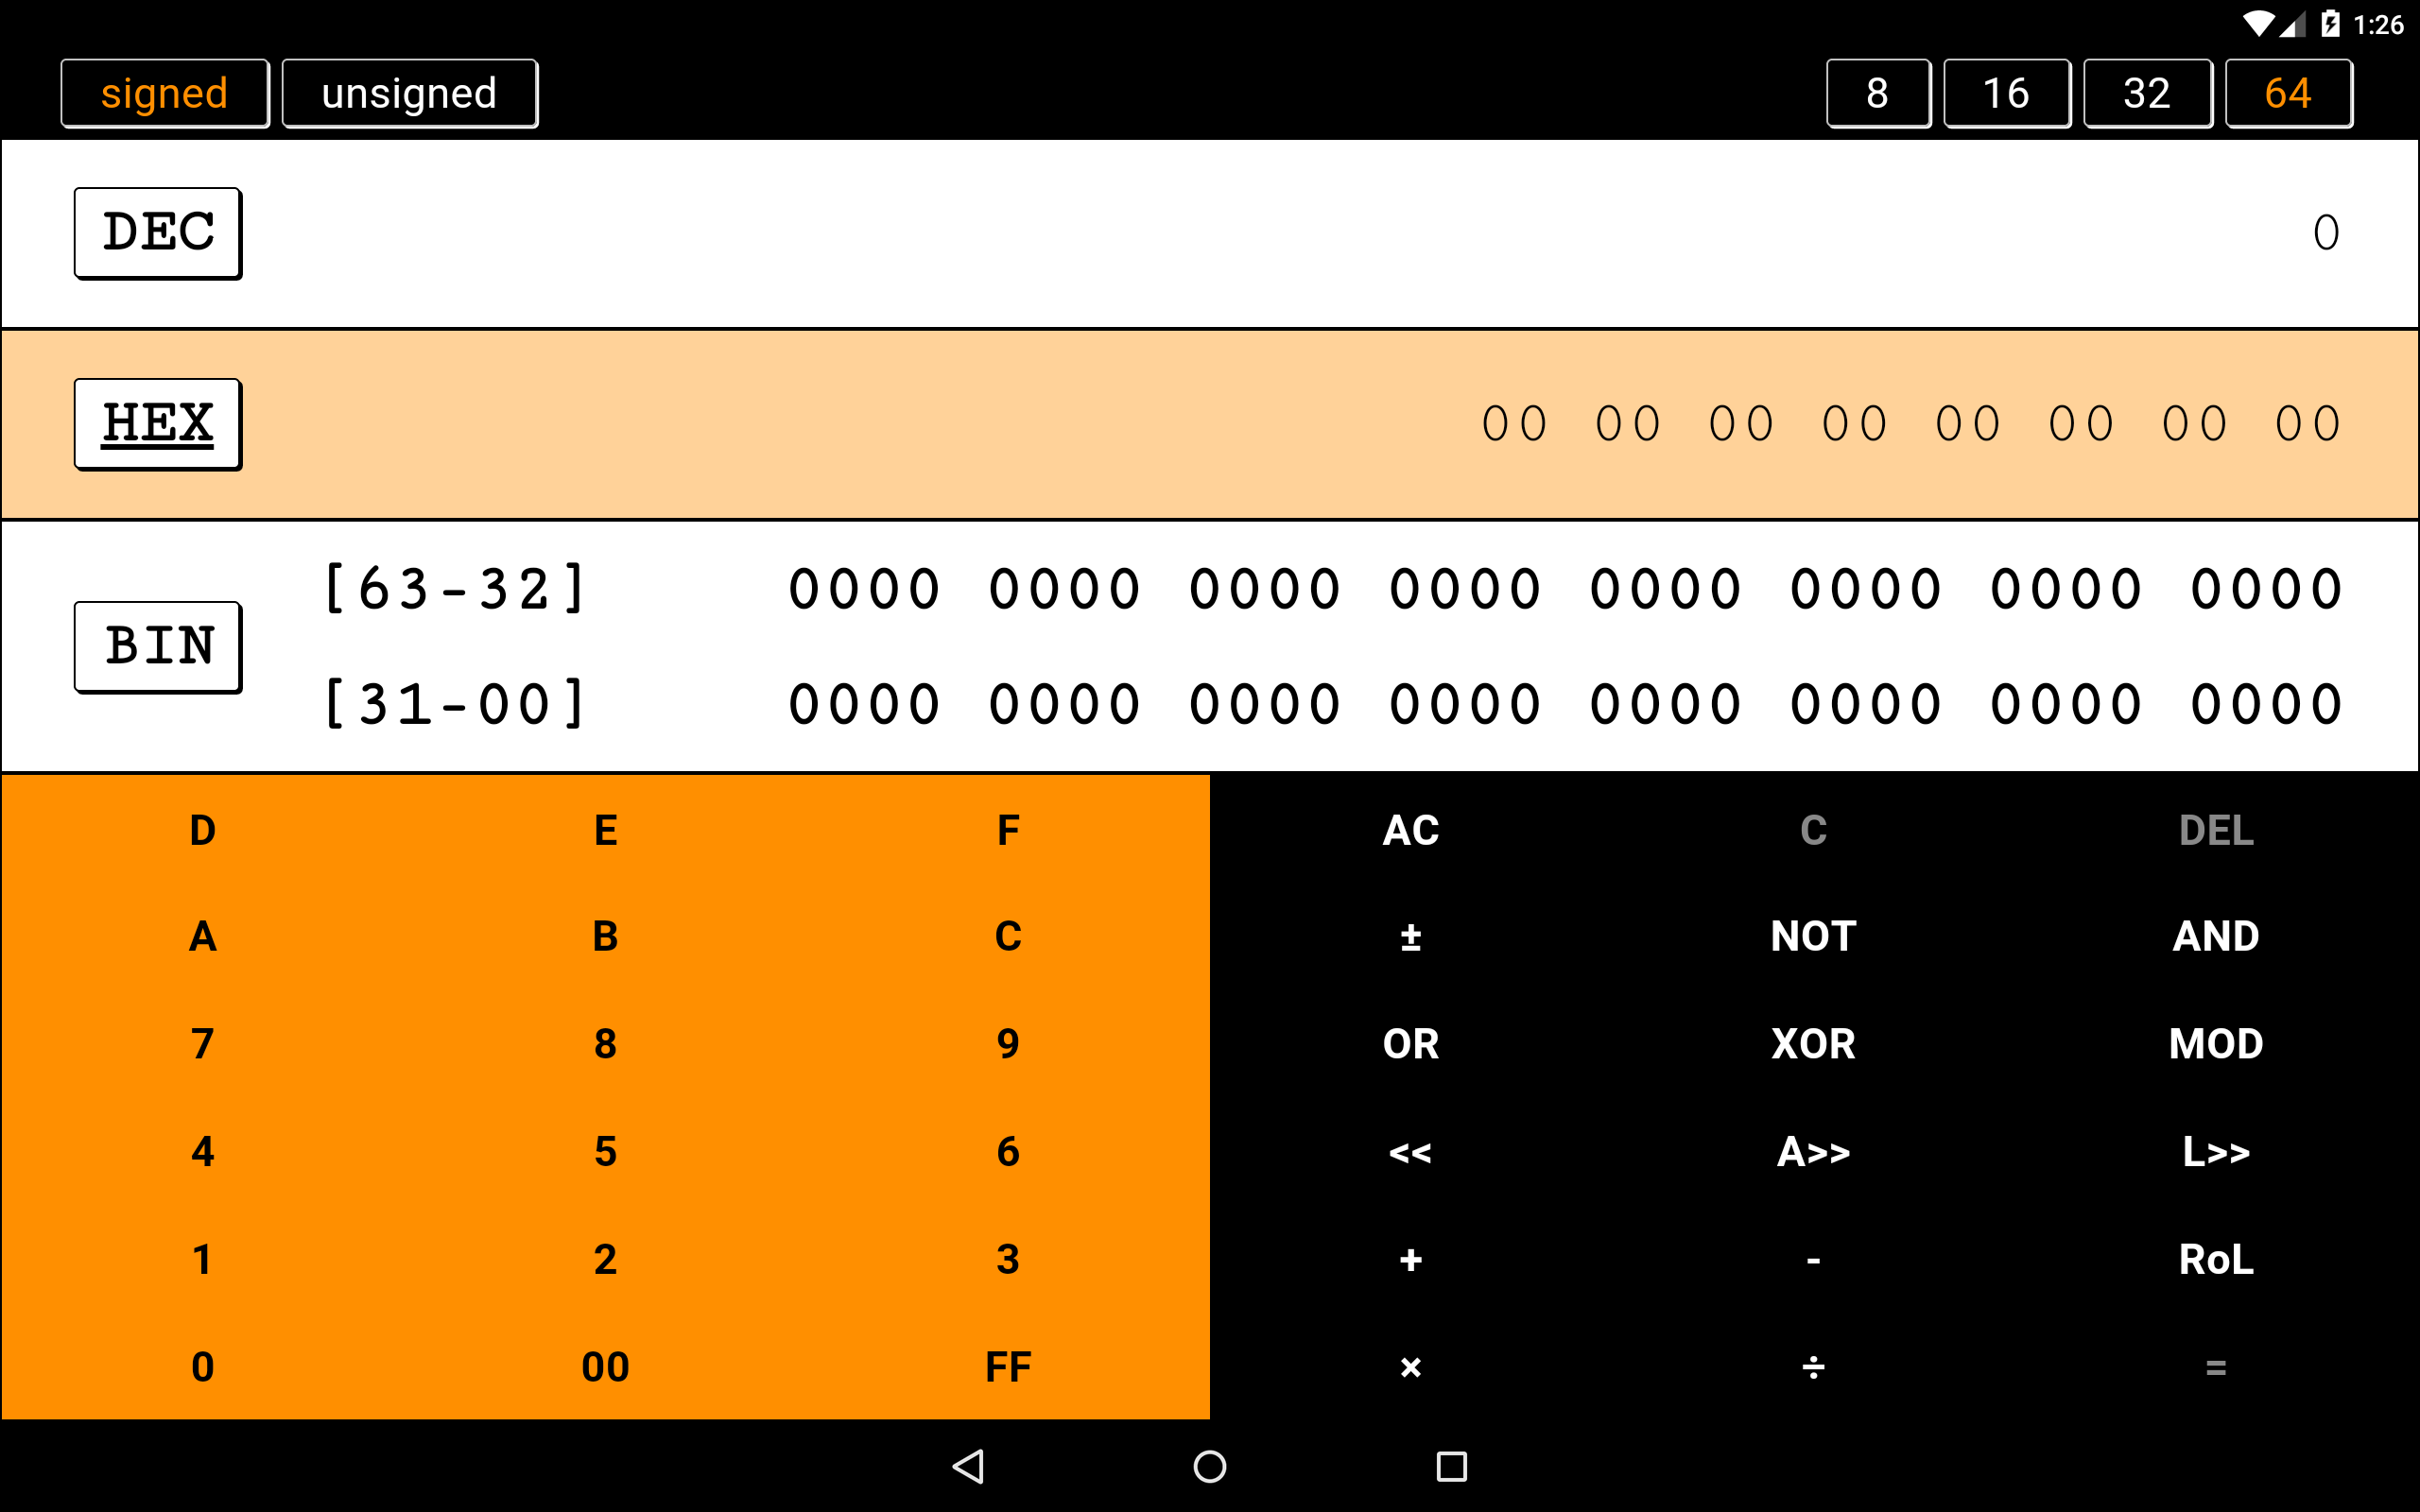 1:26
signed unsigned 8 16 32 64
DEC 0
HEX 00 00 00 00 00 00 00 00
[63-32] 0000 0000 0000 0000 0000 0000 0000 0000
BIN
[31-00] 0000 0000 0000 0000 0000 0000 0000 0000
D E F AC C DEL
A B C ± NOT AND
7 8 9 OR XOR MOD
4 5 6 << A>> L>>
1 2 3 + - RoL
0 00 FF × ÷ =